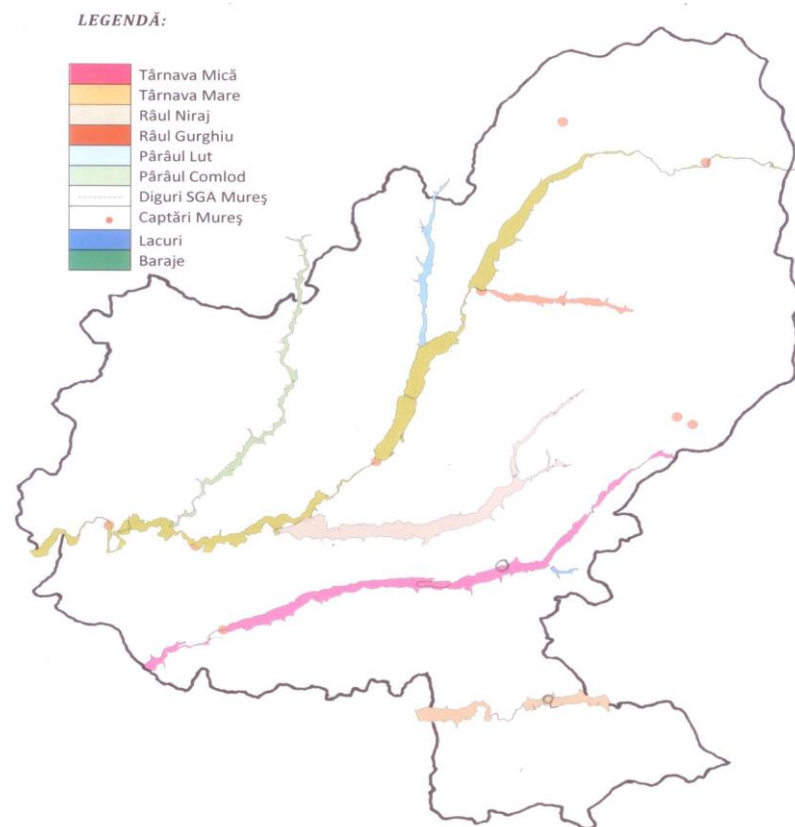 LEGENDĂ:
Târnava Mică
Târnava Mare
Râul Niraj
Râul Gurghiu
Pârâul Lut
Pârâul Comlod
Diguri SGA Mureş
Captări Mureş
Lacuri
Baraje